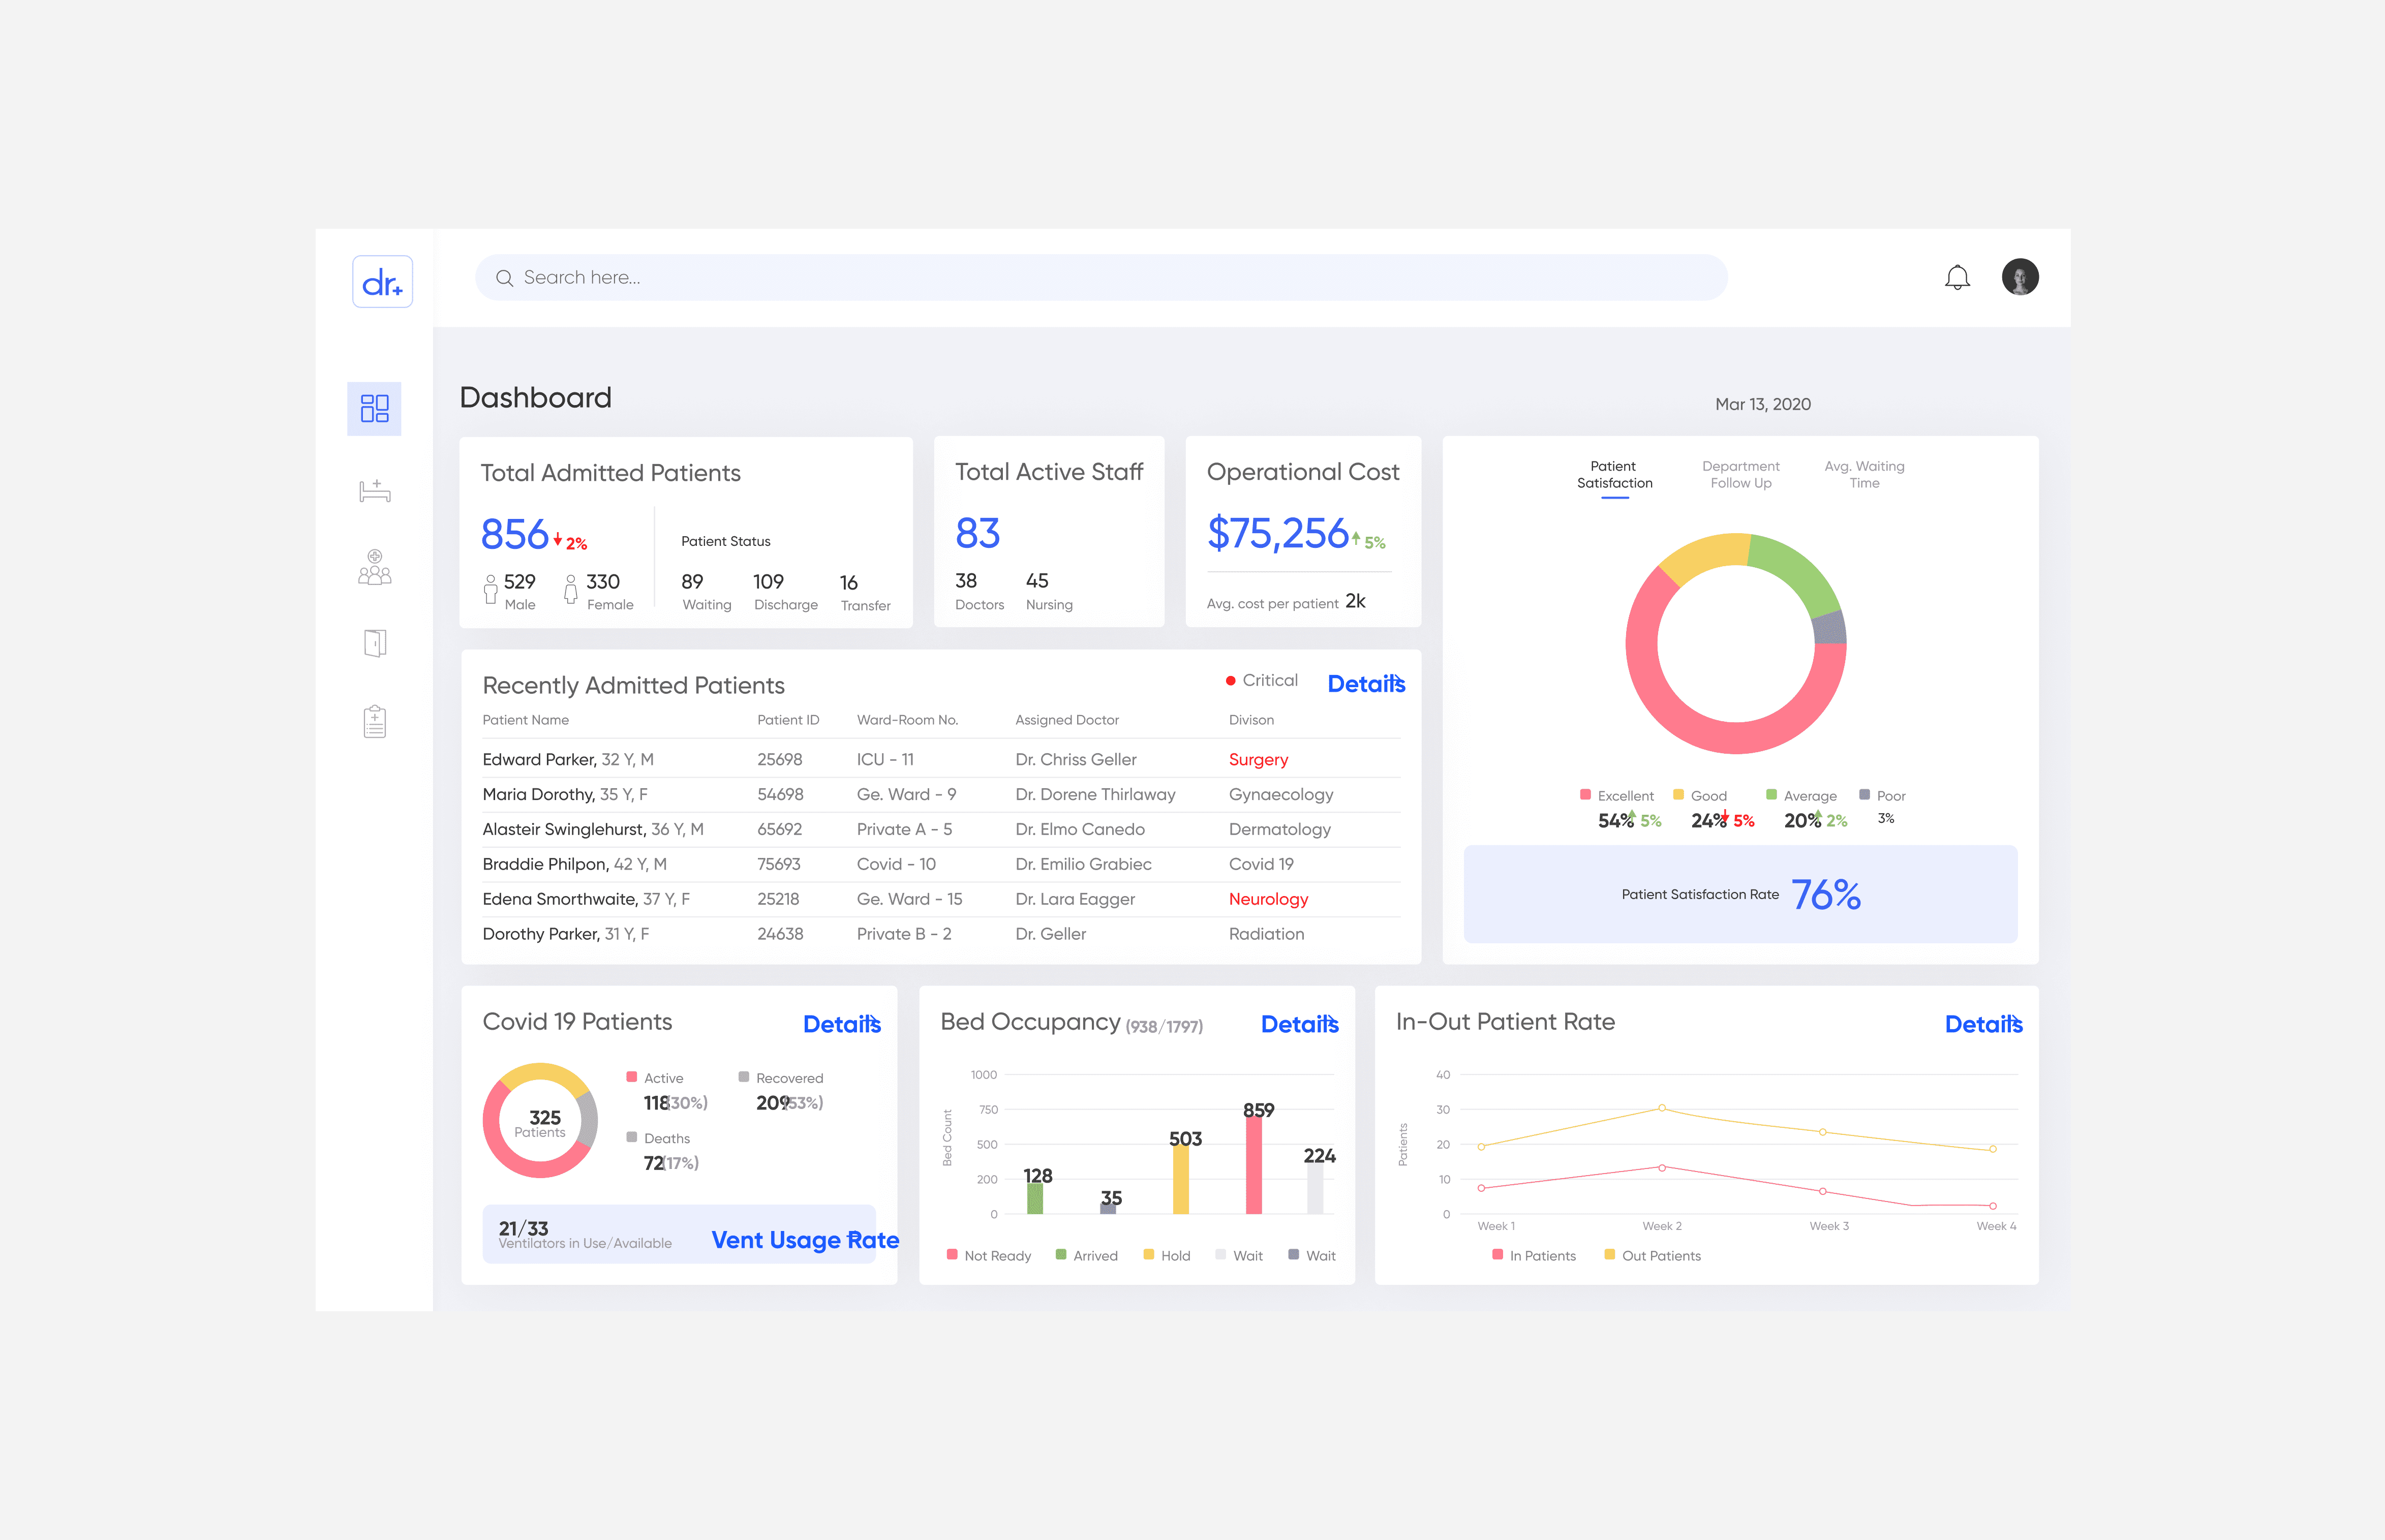 dr+
Search here...
Dashboard
Mar 13, 2020
Total Admitted Patients
856 2%
529 Male
330 Female
Patient Status
89 Waiting
109 Discharge
16 Transfer
Total Active Staff
83
38 Doctors
45 Nursing
Operational Cost
$75,256 5%
Avg. cost per patient 2k
Patient Satisfaction
Department Follow Up
Avg. Waiting Time
Excellent 54% 5%
Good 24% 5%
Average 20% 2%
Poor 3%
Patient Satisfaction Rate 76%
Recently Admitted Patients
Critical
Details
Patient Name Patient ID Ward-Room No. Assigned Doctor Divison
Edward Parker, 32 Y, M 25698 ICU - 11 Dr. Chriss Geller Surgery
Maria Dorothy, 35 Y, F 54698 Ge. Ward - 9 Dr. Dorene Thirlaway Gynaecology
Alasteir Swinglehurst, 36 Y, M 65692 Private A - 5 Dr. Elmo Canedo Dermatology
Braddie Philpon, 42 Y, M 75693 Covid - 10 Dr. Emilio Grabiec Covid 19
Edena Smorthwaite, 37 Y, F 25218 Ge. Ward - 15 Dr. Lara Eagger Neurology
Dorothy Parker, 31 Y, F 24638 Private B - 2 Dr. Geller Radiation
Covid 19 Patients
Details
325
Patients
Active
118 (30%)
Recovered
209 (53%)
Deaths
72 (17%)
21/33
Ventilators in Use/Available
Vent Usage Rate
Bed Occupancy (938/1797)
Details
Bed Count
1000
750
500
200
0
128
35
503
859
224
Not Ready Arrived Hold Wait Wait
In-Out Patient Rate
Details
Patients
40
30
20
10
0
Week 1 Week 2 Week 3 Week 4
In Patients Out Patients